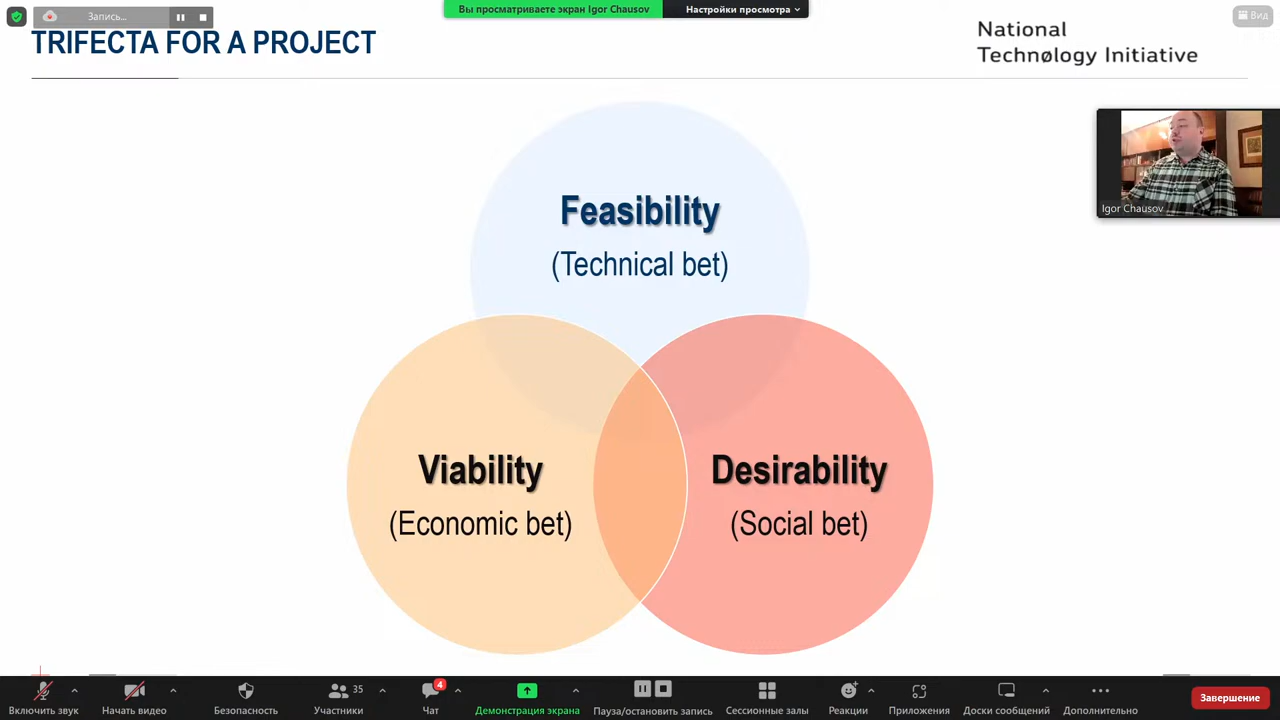 Запись...
Вы просматриваете экран Igor Chausov
Настройки просмотра
Вид
TRIFECTA FOR A PROJECT
National
Technøology Initiative
Igor Chausov
Feasibility
(Technical bet)
Viability
(Economic bet)
Desirability
(Social bet)
Включить звук
Начать видео
Безопасность
35
Участники
4
Чат
Демонстрация экрана
Пауза/остановить запись
Сессионные залы
Реакции
Приложения
Доски сообщений
Дополнительно
Завершение